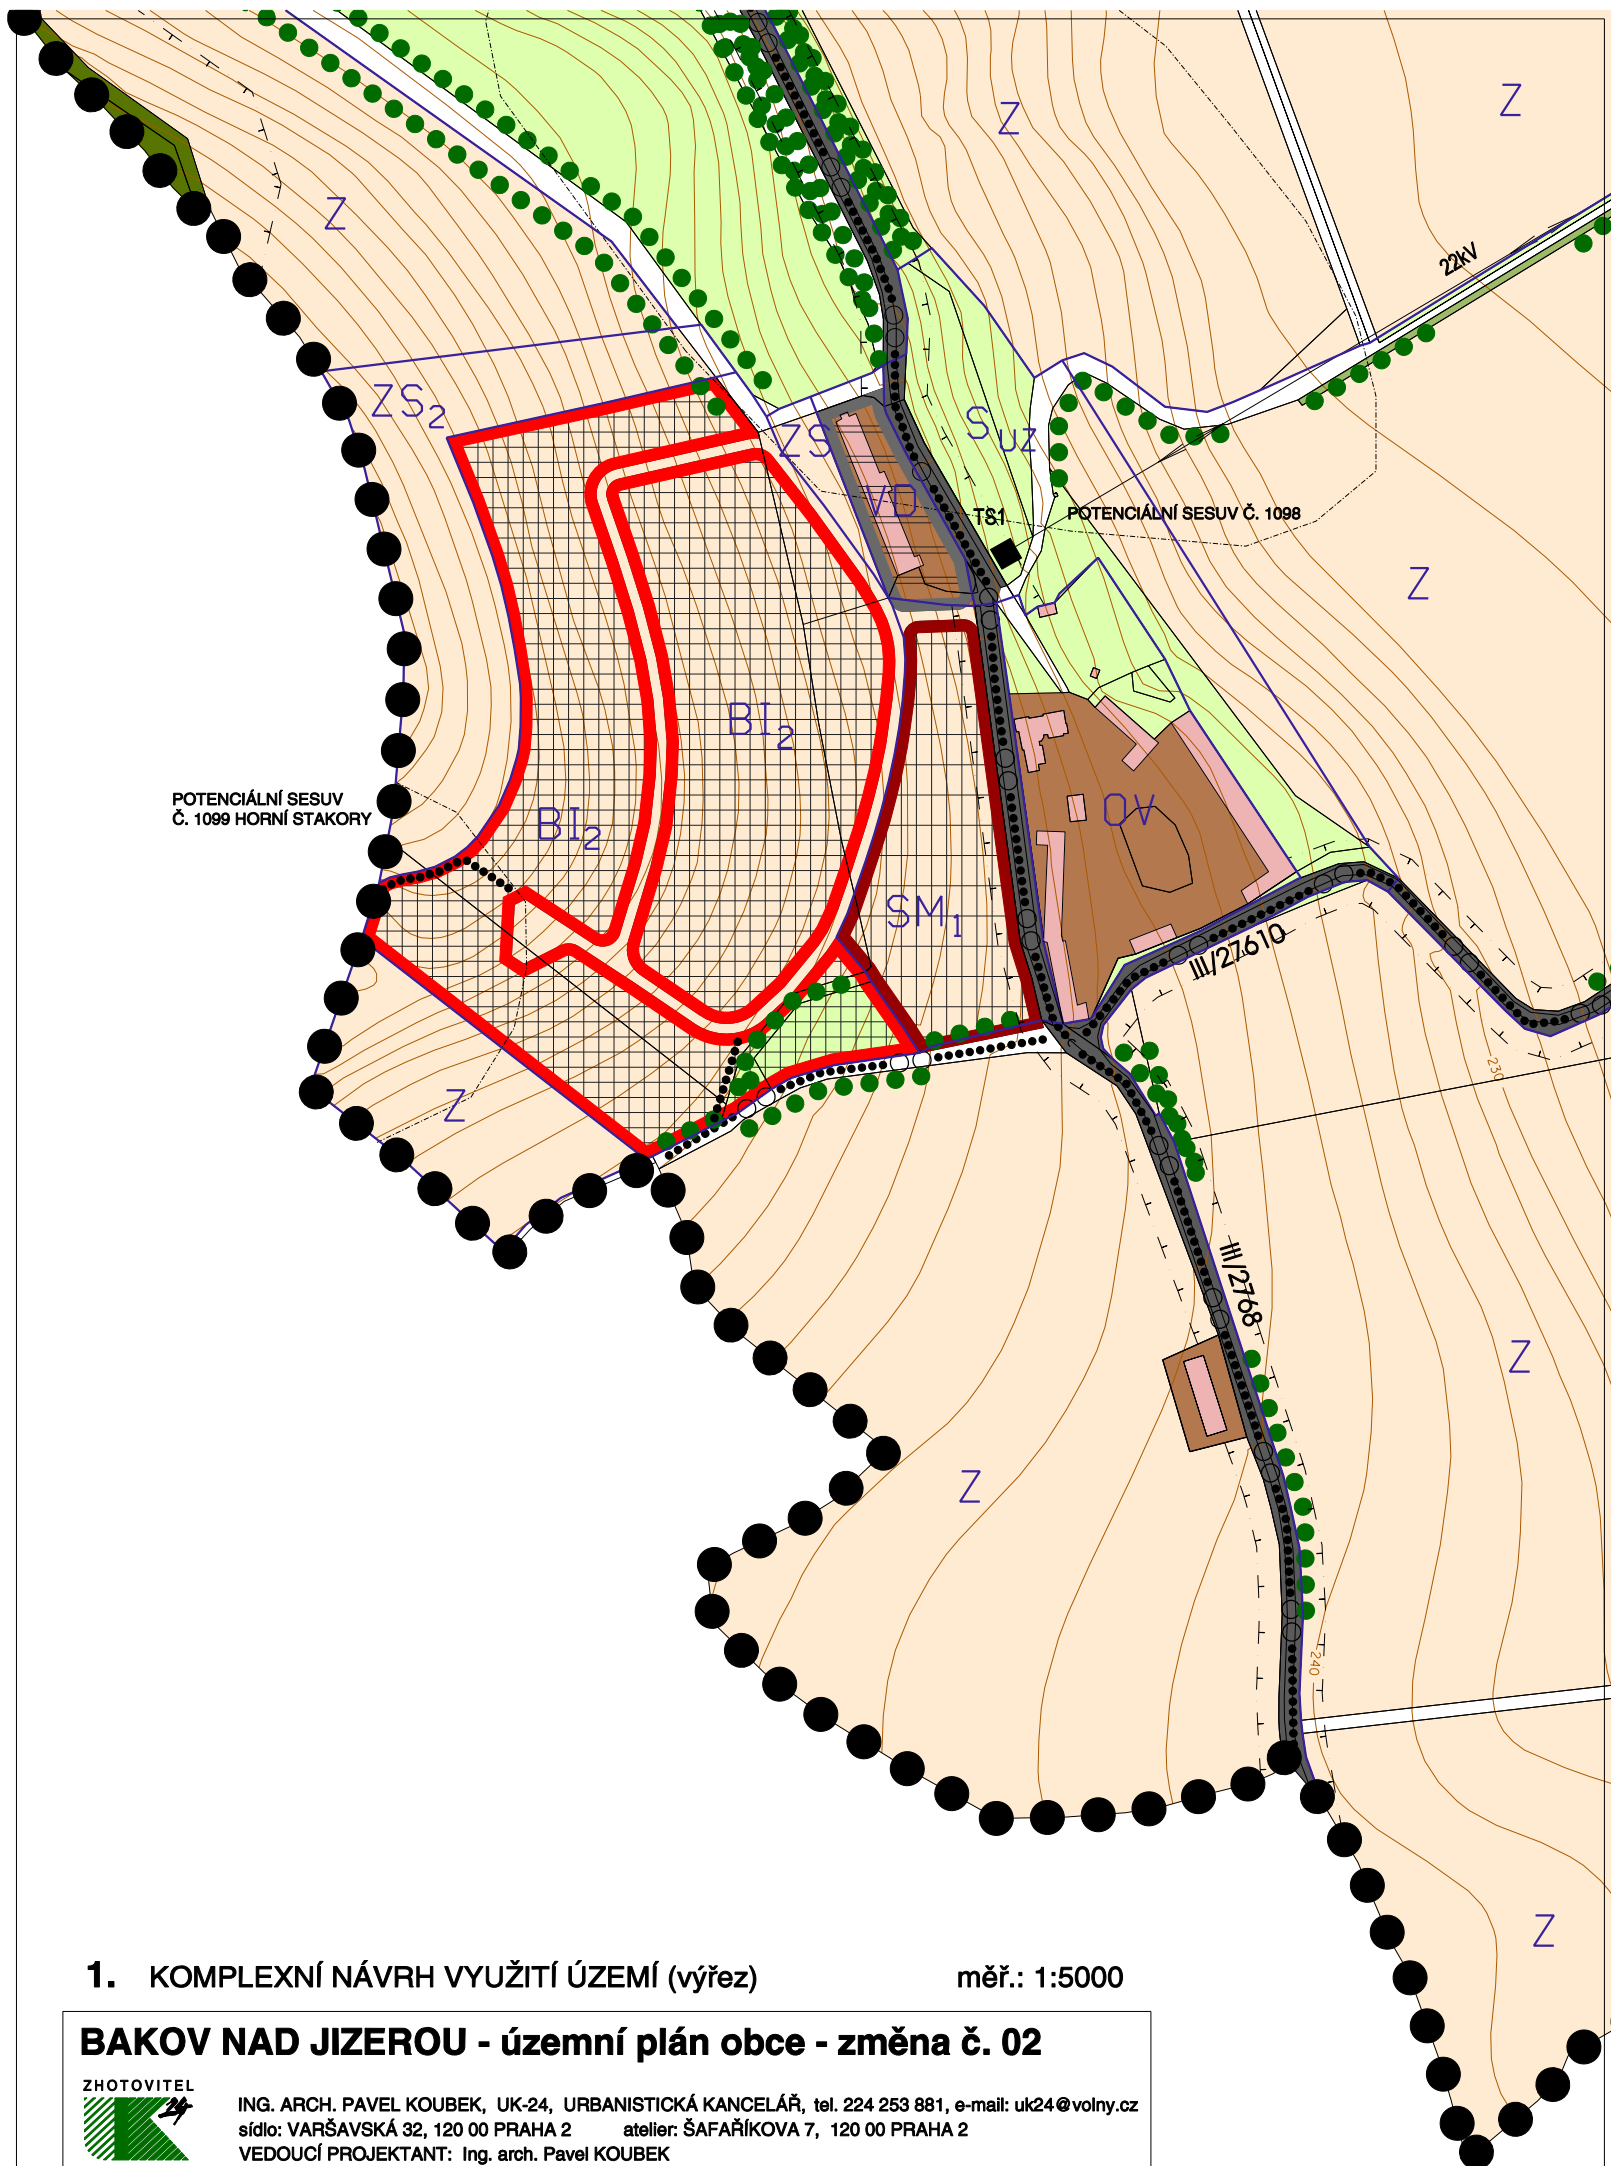 Z
Z
Z
22kV
ZS2
ZS
SUZ
VD
TS1
POTENCIÁLNÍ SESUV Č. 1098
Z
BI2
POTENCIÁLNÍ SESUV
Č. 1099 HORNÍ STAKORY
BI2
OV
SM1
III/27610
230
Z
III/2768
Z
Z
240
Z
1. KOMPLEXNÍ NÁVRH VYUŽITÍ ÚZEMÍ (výřez) měř.: 1:5000
BAKOV NAD JIZEROU - územní plán obce - změna č. 02
ZHOTOVITEL
24
ING. ARCH. PAVEL KOUBEK, UK-24, URBANISTICKÁ KANCELÁŘ, tel. 224 253 881, e-mail: uk24@volny.cz
sídlo: VARŠAVSKÁ 32, 120 00 PRAHA 2 atelier: ŠAFAŘÍKOVA 7, 120 00 PRAHA 2
VEDOUCÍ PROJEKTANT: Ing. arch. Pavel KOUBEK